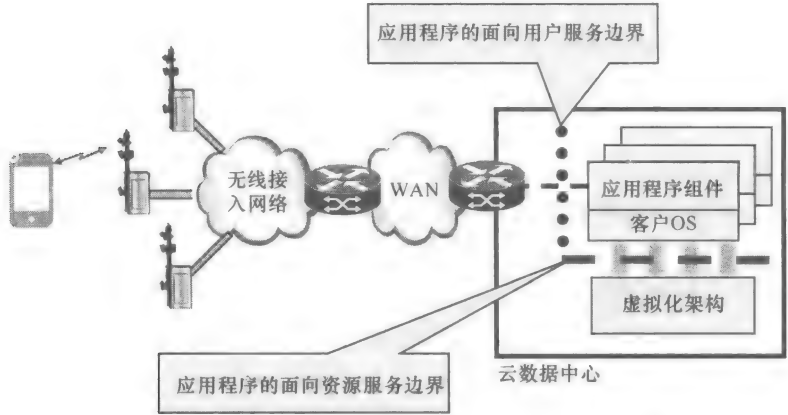 应用程序的面向用户服务边界
无线接
入网络
WAN
应用程序组件
客户OS
虚拟化架构
应用程序的面向资源服务边界
云数据中心